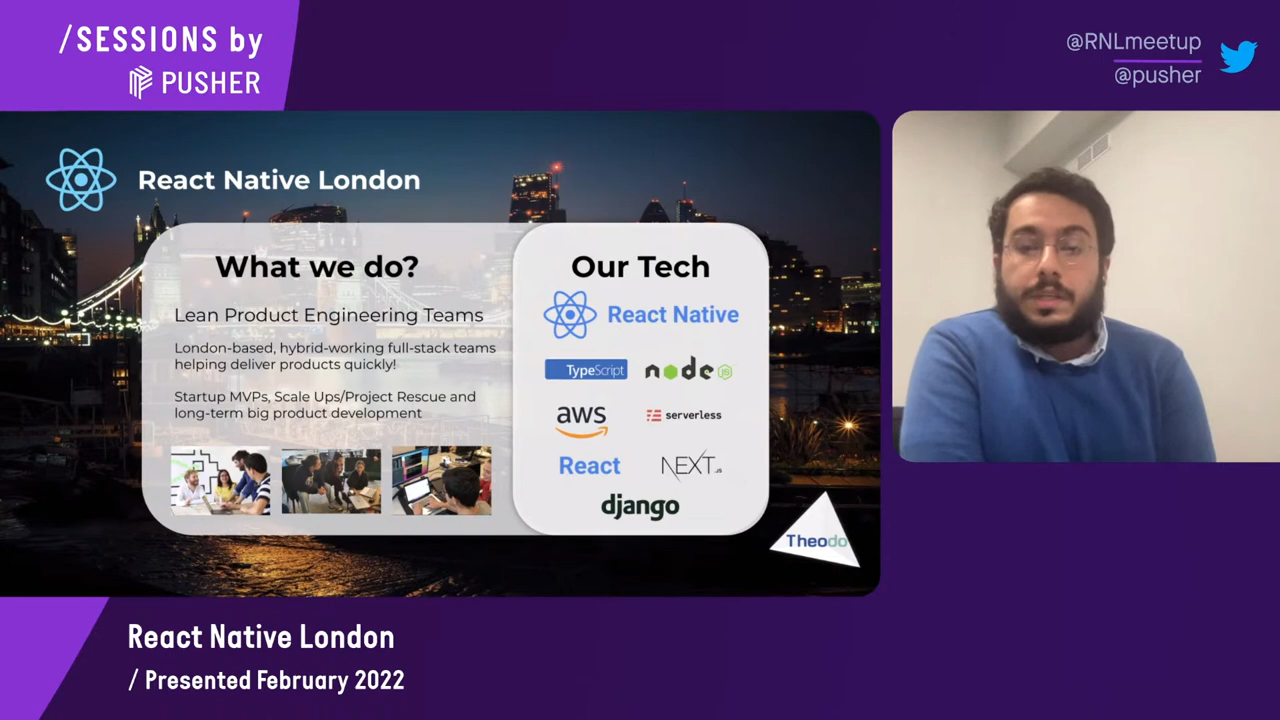 /SESSIONS by
PUSHER
@RNLmeetup
@pusher
React Native London
What we do?
Lean Product Engineering Teams
London-based, hybrid-working full-stack teams
helping deliver products quickly!
Startup MVPs, Scale Ups/Project Rescue and
long-term big product development
Our Tech
React Native
TypeScript
node JS
aws
serverless
React
NEXT.JS
django
Theodo
React Native London
/ Presented February 2022